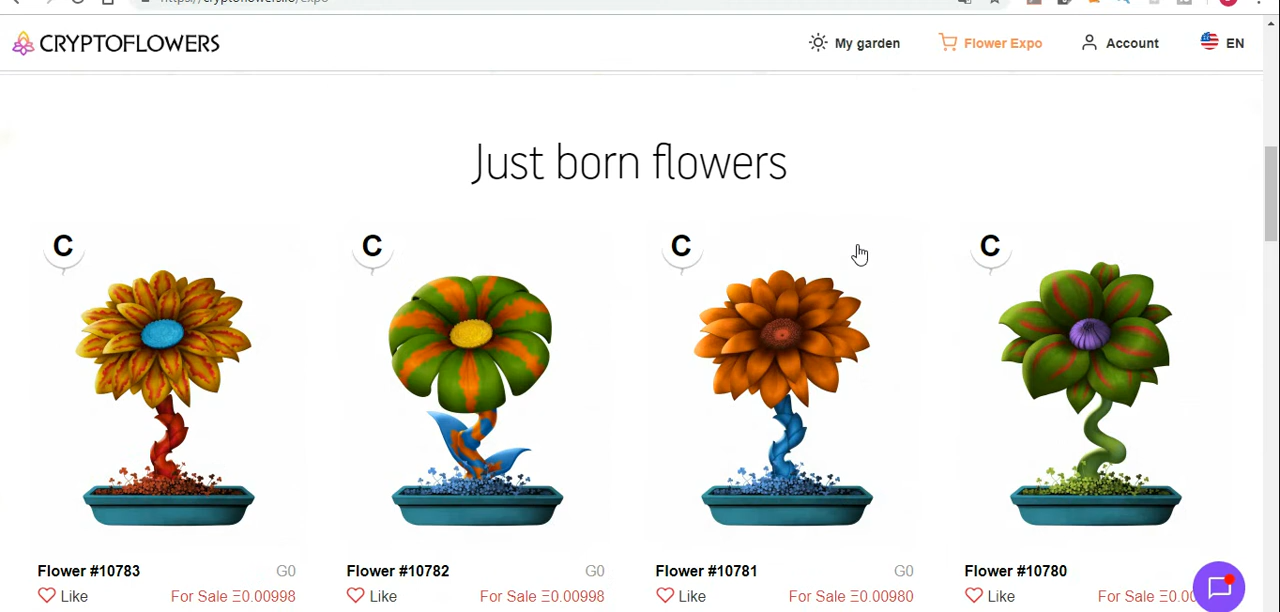 CRYPTOFLOWERS
My garden
Flower Expo
Account
EN
Just born flowers
C
C
C
C
Flower #10783 G0
Flower #10782 G0
Flower #10781 G0
Flower #10780
Like For Sale Ξ0.00998
Like For Sale Ξ0.00998
Like For Sale Ξ0.00980
Like For Sale